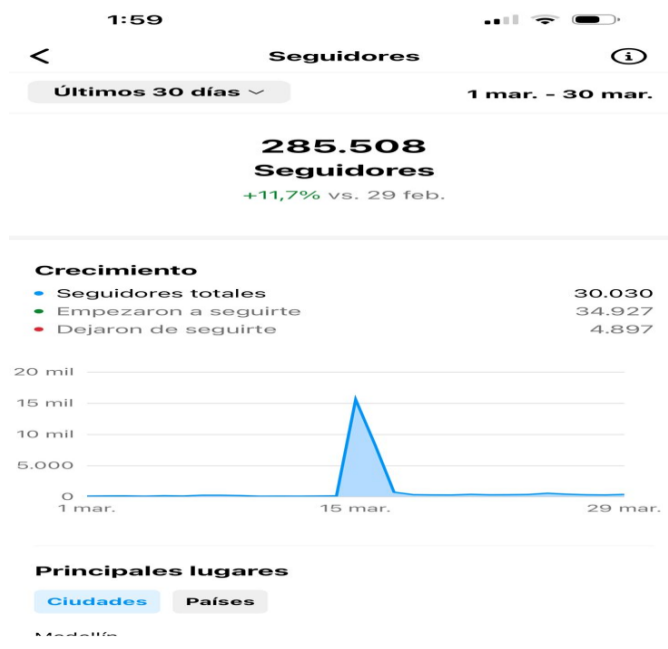 1:59
Seguidores
Últimos 30 días
1 mar. - 30 mar.
285.508
Seguidores
+11,7% vs. 29 feb.
Crecimiento
Seguidores totales 30.030
Empezaron a seguirte 34.927
Dejaron de seguirte 4.897
20 mil
15 mil
10 mil
5.000
0
1 mar. 15 mar. 29 mar.
Principales lugares
Ciudades Países
Medellín